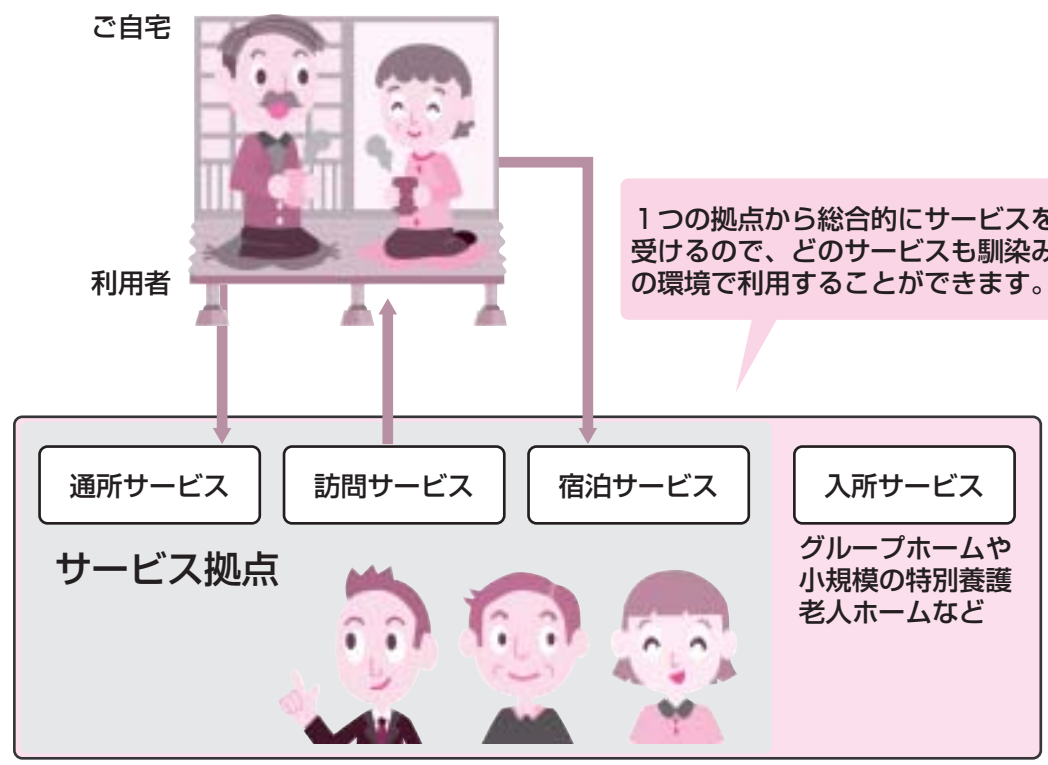 ご自宅
利用者
１つの拠点から総合的にサービスを
受けるので、どのサービスも馴染み
の環境で利用することができます。
通所サービス
訪問サービス
宿泊サービス
入所サービス
サービス拠点
グループホームや
小規模の特別養護
老人ホームなど